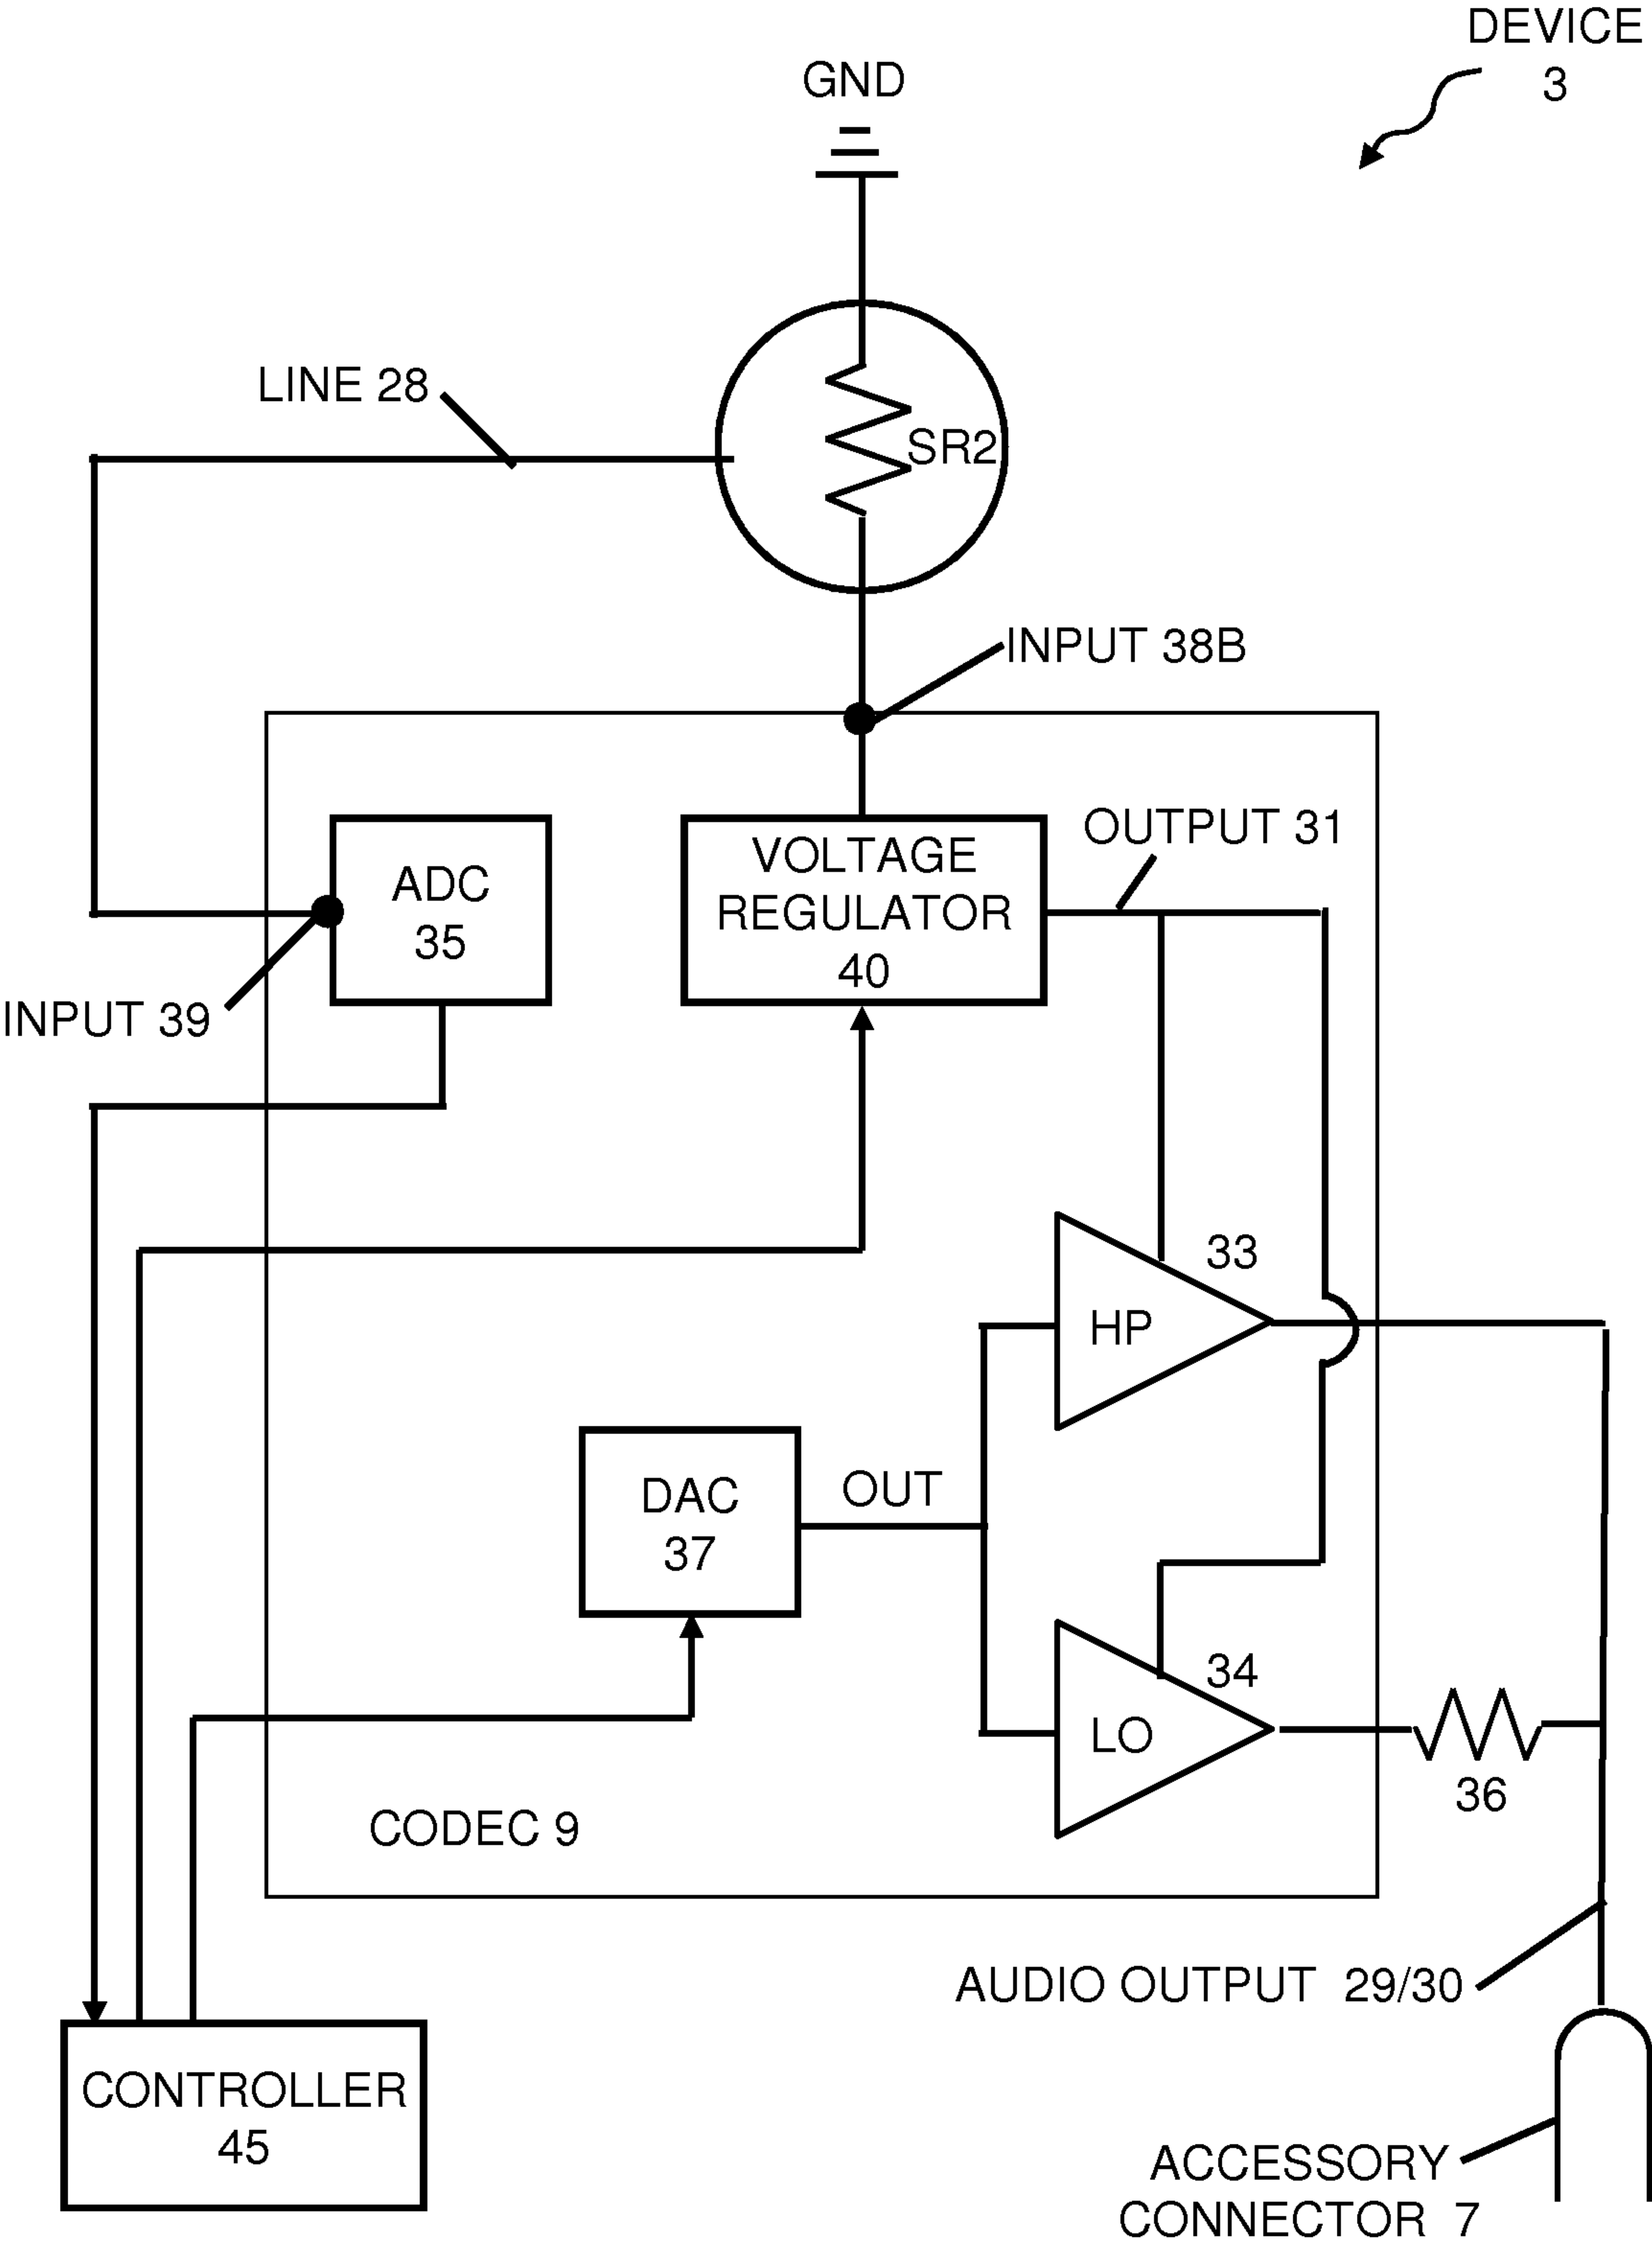 DEVICE
3
GND
LINE 28
SR2
INPUT 38B
OUTPUT 31
ADC
35
VOLTAGE
REGULATOR
40
INPUT 39
33
HP
DAC
37
OUT
34
LO
36
CODEC 9
AUDIO OUTPUT 29/30
CONTROLLER
45
ACCESSORY
CONNECTOR 7